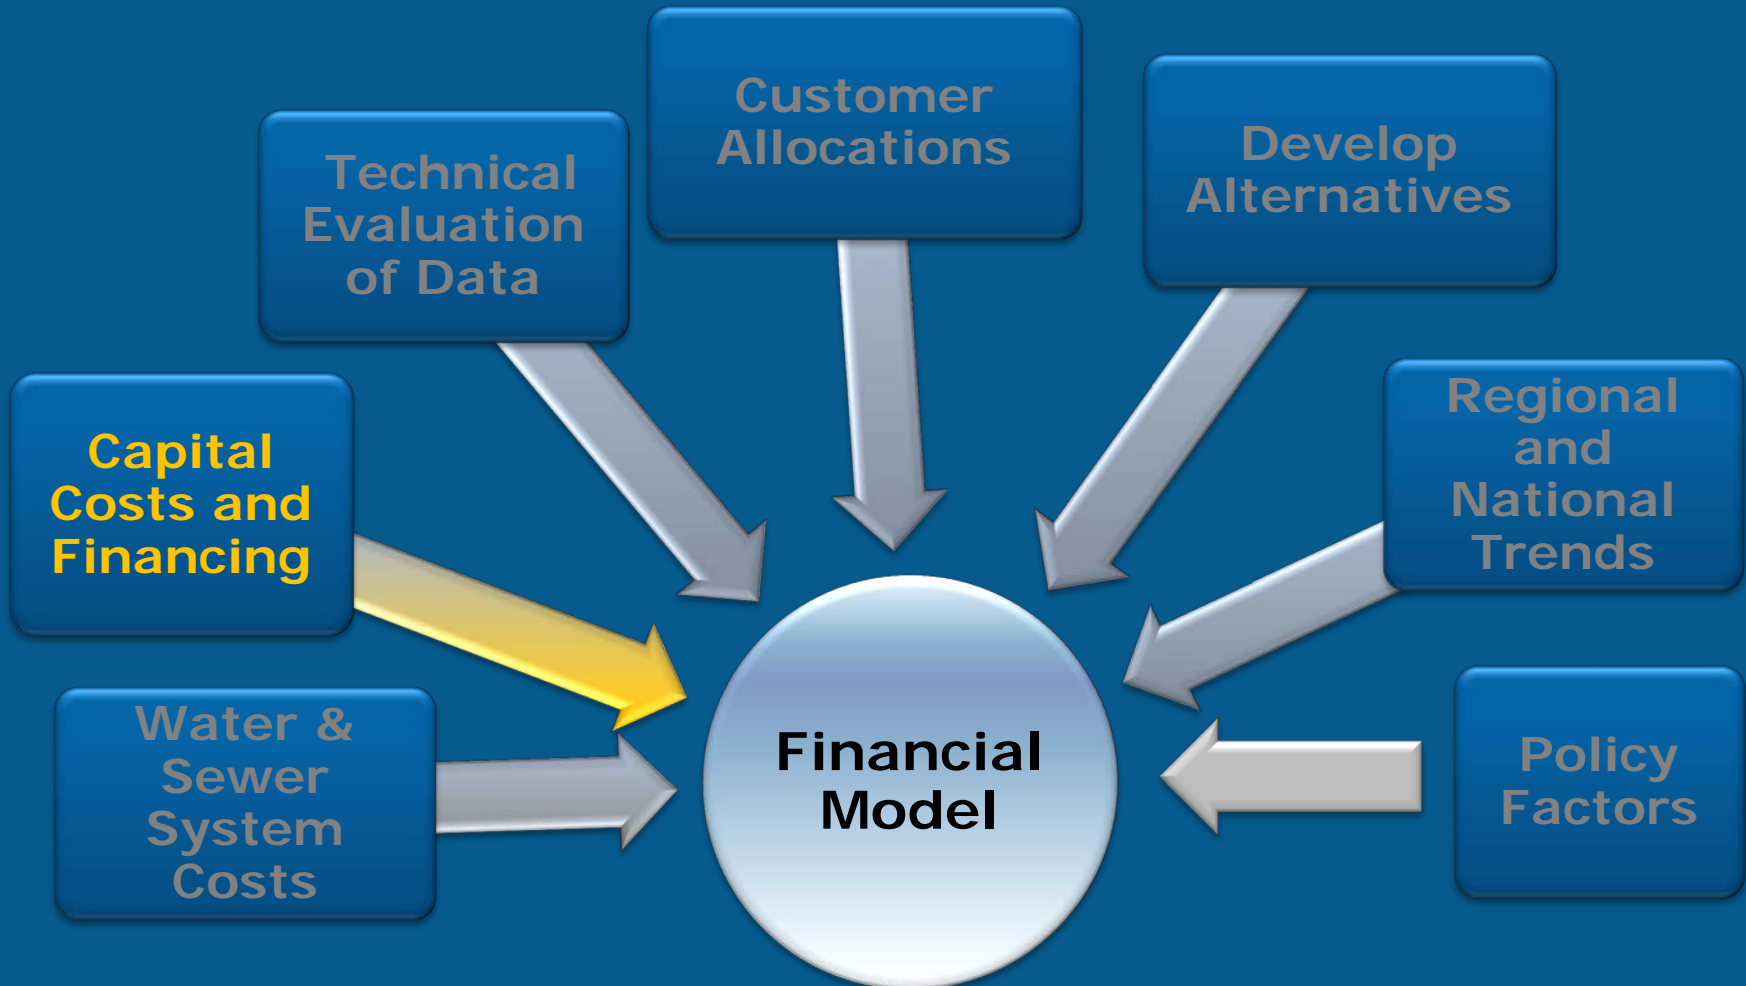 Customer
Allocations
Develop
Alternatives
Technical
Evaluation
of Data
Regional
and
National
Trends
Capital
Costs and
Financing
Water &
Sewer
System
Costs
Financial
Model
Policy
Factors